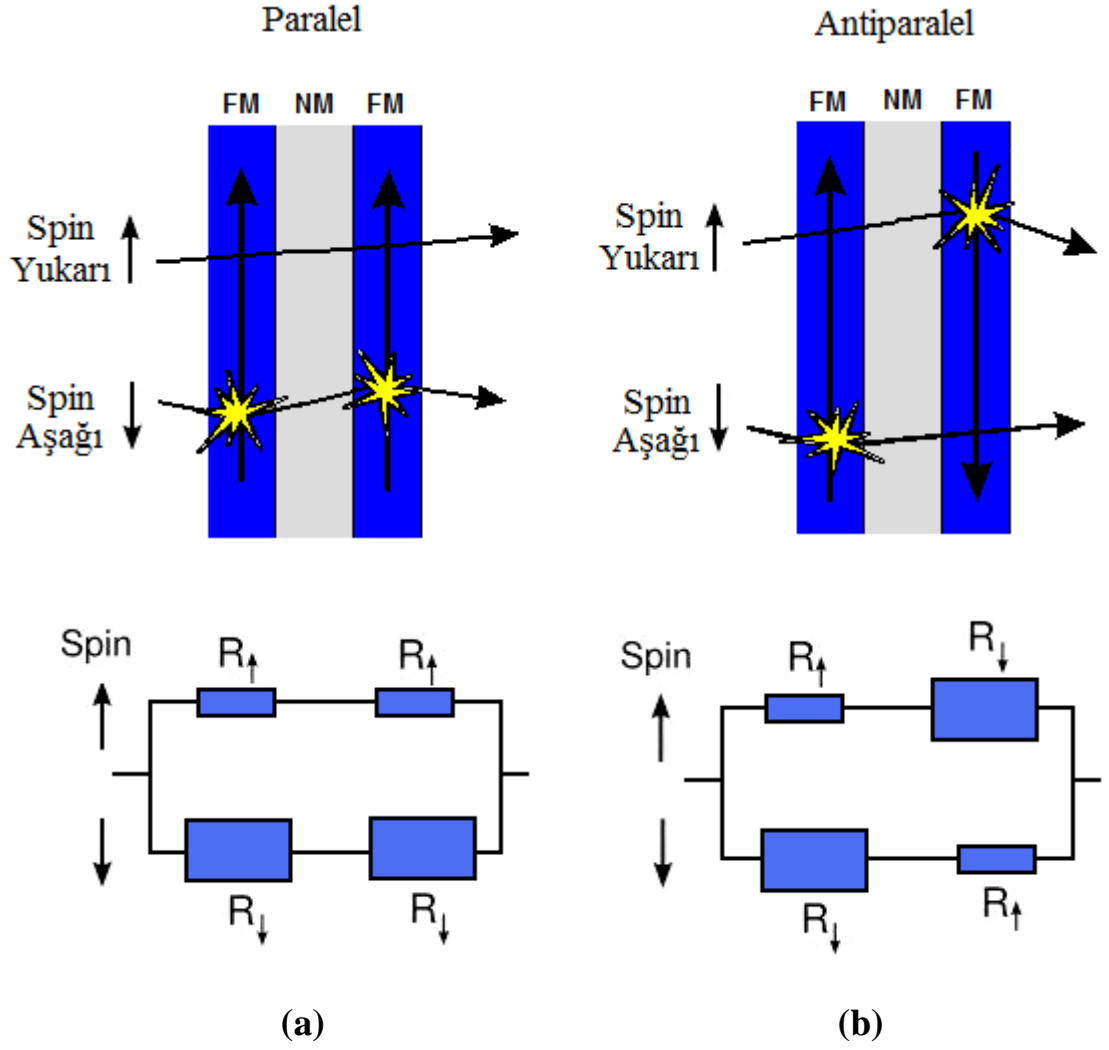 Paralel
Antiparalel
FM NM FM
FM NM FM
Spin
Yukarı
Spin
Aşağı
Spin
Yukarı
Spin
Aşağı
Spin
R↑
R↑
R↓
R↓
Spin
R↑
R↓
R↓
R↑
(a)
(b)